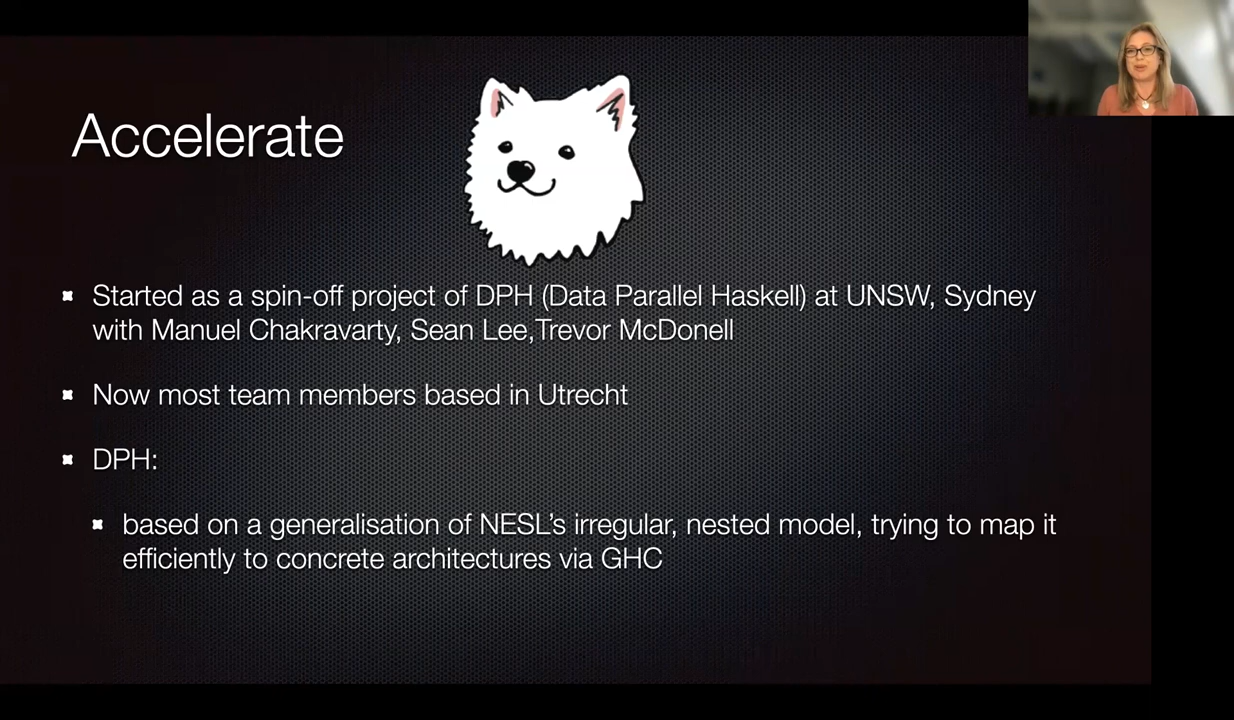 Accelerate
Started as a spin-off project of DPH (Data Parallel Haskell) at UNSW, Sydney
with Manuel Chakravarty, Sean Lee,Trevor McDonell
Now most team members based in Utrecht
DPH:
based on a generalisation of NESL’s irregular, nested model, trying to map it
efficiently to concrete architectures via GHC